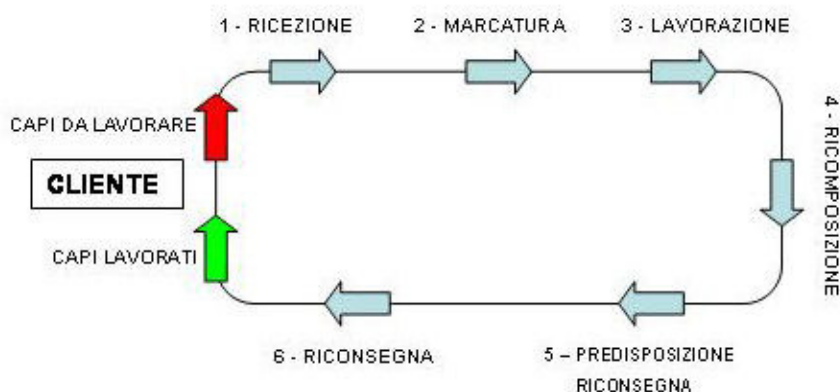 1 - RICEZIONE
2 - MARCATURA
3 - LAVORAZIONE
4 - RICOMPOSIZIONE
CAPI DA LAVORARE
CLIENTE
CAPI LAVORATI
6 - RICONSEGNA
5 – PREDISPOSIZIONE
RICONSEGNA